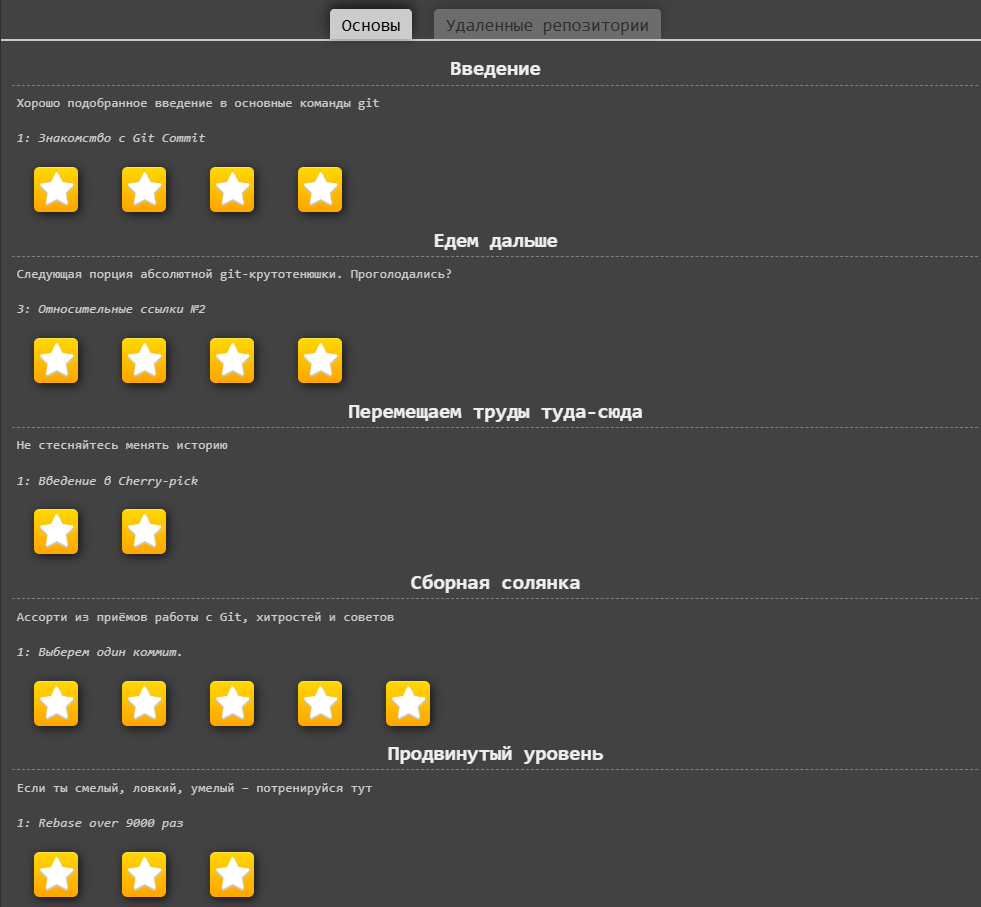 Основы Удаленные репозитории
Введение
Хорошо подобранное введение в основные команды git
1: Знакомство с Git Commit
Едем дальше
Следующая порция абсолютной git-крутотенюшки. Проголодались?
3: Относительные ссылки №2
Перемещаем труды туда-сюда
Не стесняйтесь менять историю
1: Введение в Cherry-pick
Сборная солянка
Ассорти из приёмов работы с Git, хитростей и советов
1: Выберем один коммит.
Продвинутый уровень
Если ты смелый, ловкий, умелый – потренируйся тут
1: Rebase over 9000 раз